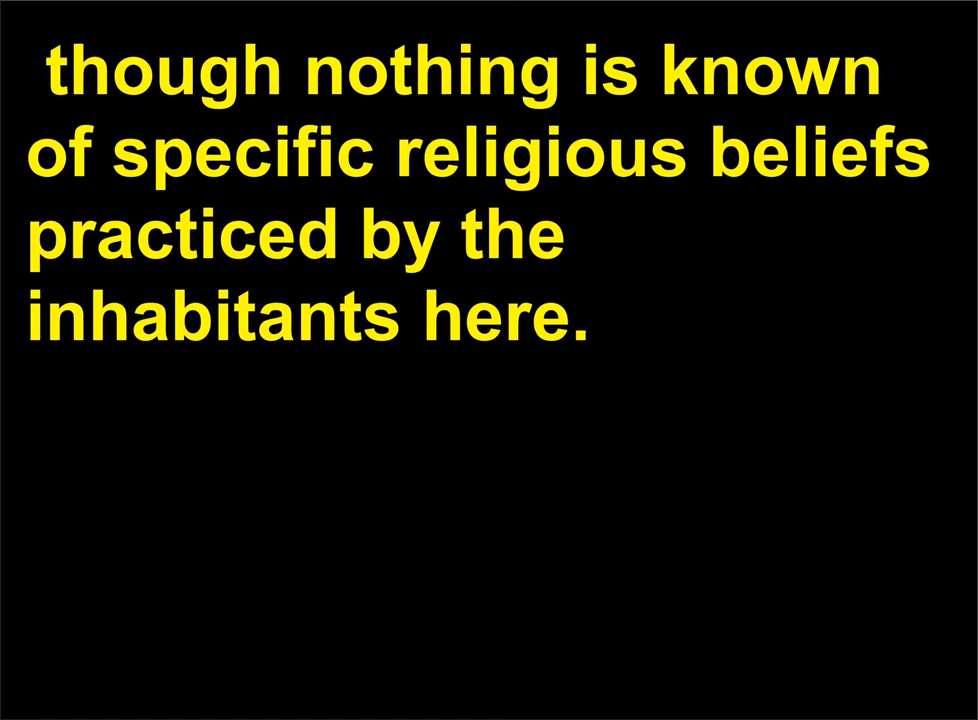 though nothing is known
of specific religious beliefs
practiced by the
inhabitants here.